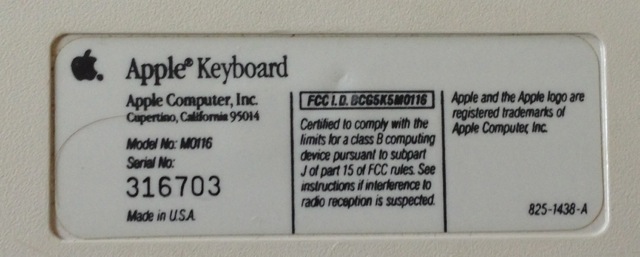 Apple® Keyboard
Apple Computer, Inc.
Cupertino, California 95014
Model No: M0116
Serial No:
316703
Made in U.S.A.
FCC I.D. BCG5K5M0116
Certified to comply with the
limits for a class B computing
device pursuant to subpart
J of part 15 of FCC rules. See
instructions if interference to
radio reception is suspected.
Apple and the Apple logo are
registered trademarks of
Apple Computer, Inc.
825-1438-A